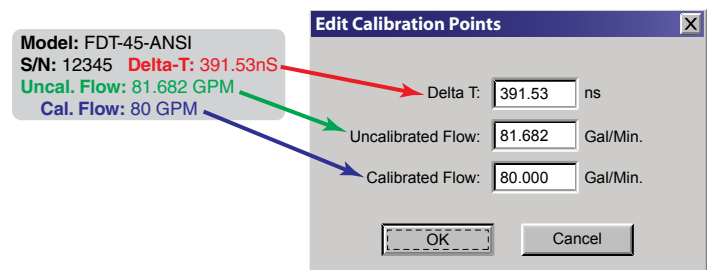 Model: FDT-45-ANSI
S/N: 12345 Delta-T: 391.53nS
Uncal. Flow: 81.682 GPM
Cal. Flow: 80 GPM
Edit Calibration Points X
Delta T: 391.53 ns
Uncalibrated Flow: 81.682 Gal/Min.
Calibrated Flow: 80.000 Gal/Min.
OK Cancel